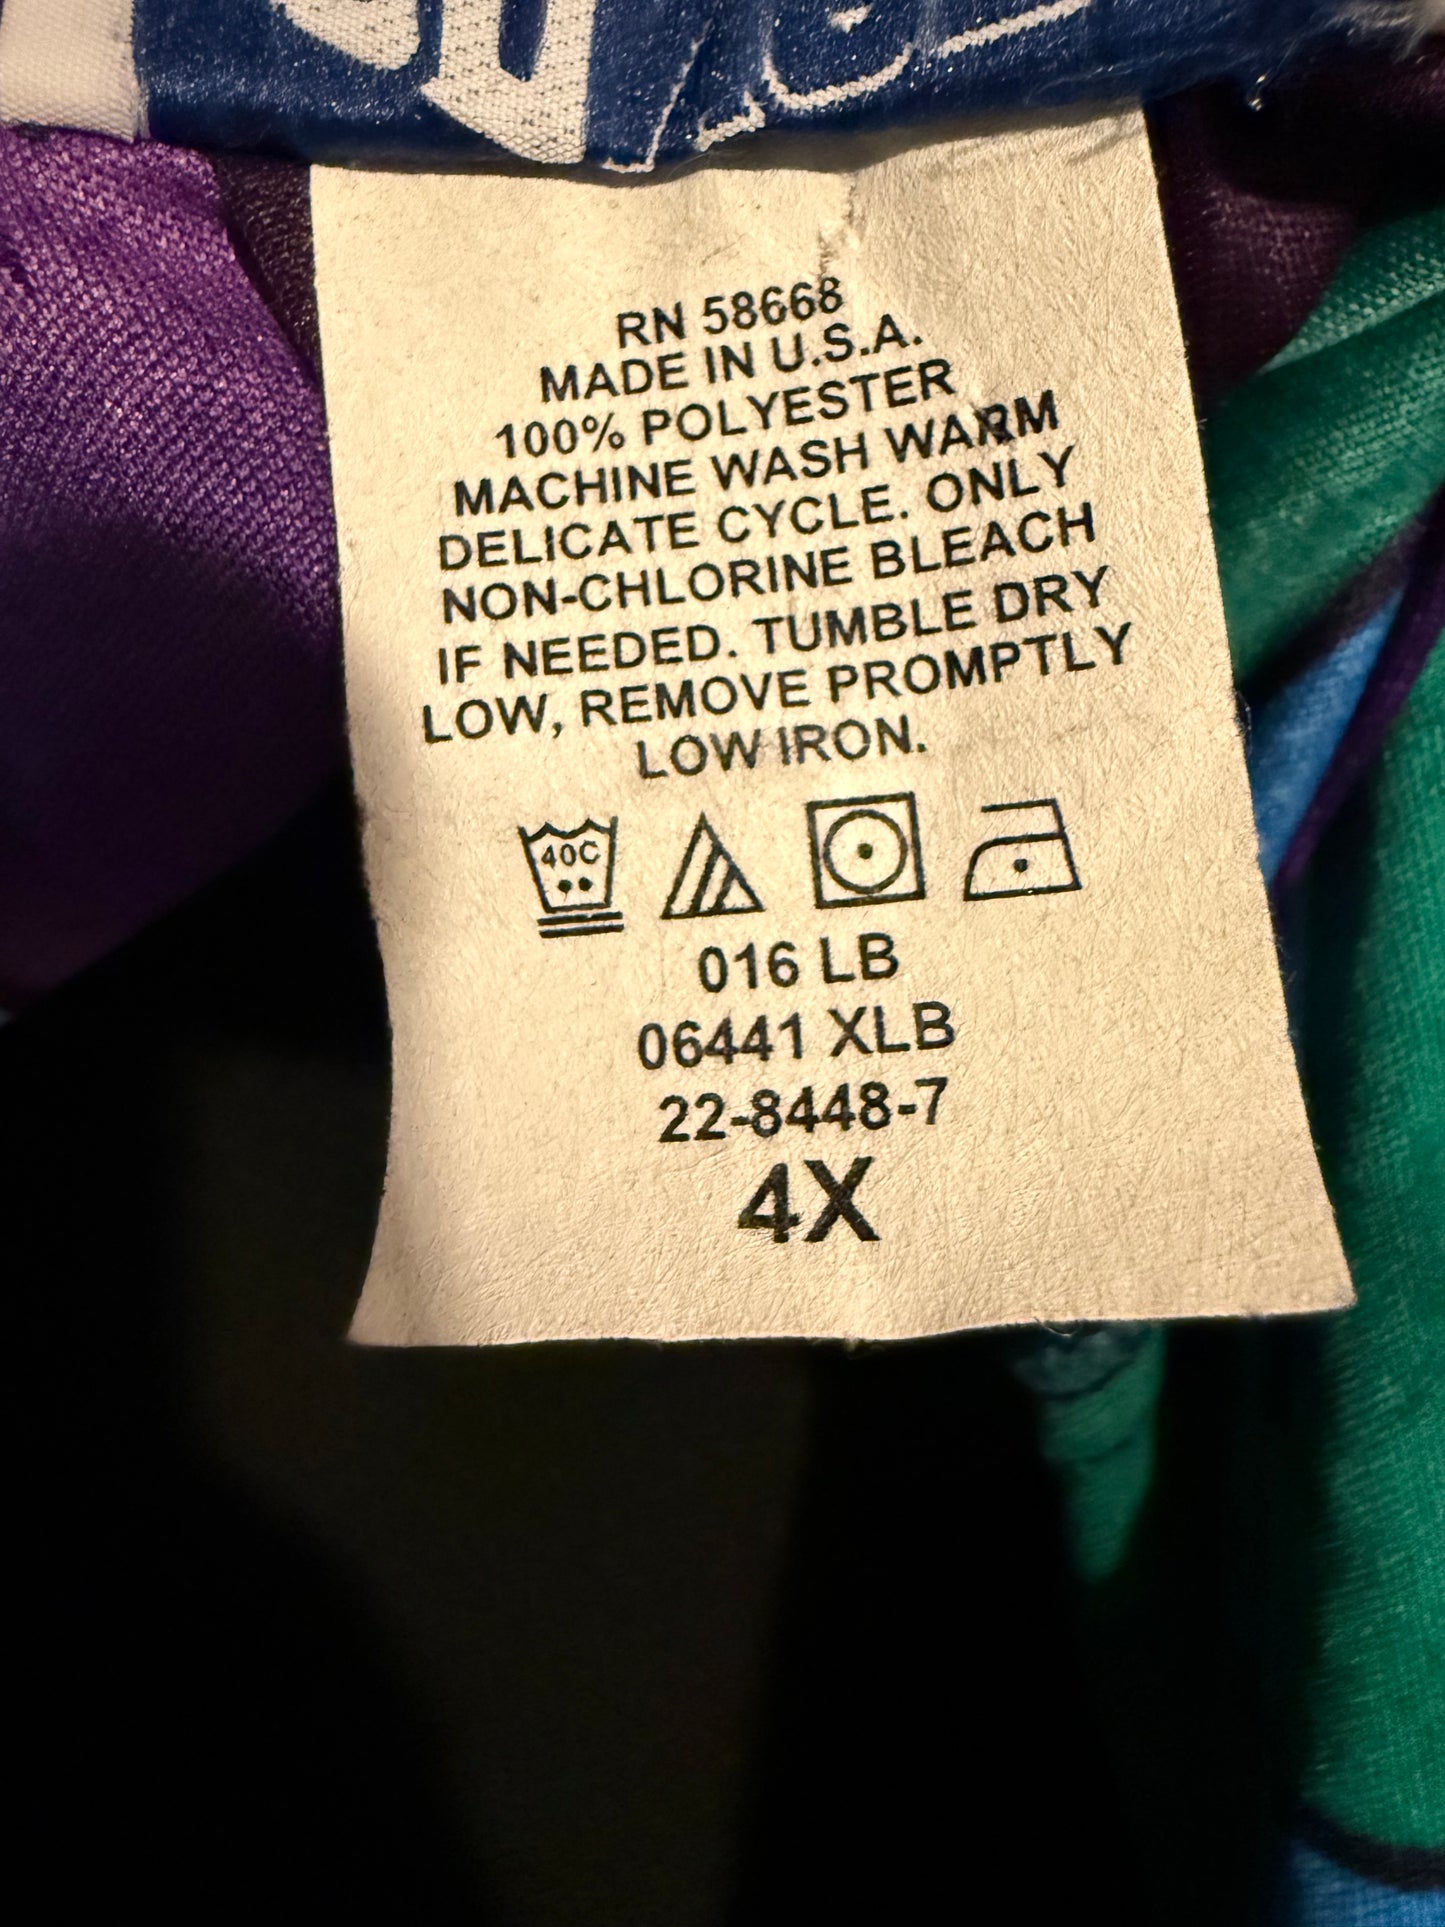 RN 58668
MADE IN U.S.A.
100% POLYESTER
MACHINE WASH WARM
DELICATE CYCLE. ONLY
NON-CHLORINE BLEACH
IF NEEDED. TUMBLE DRY
LOW, REMOVE PROMPTLY
LOW IRON.
40C
016 LB
06441 XLB
22-8448-7
4X